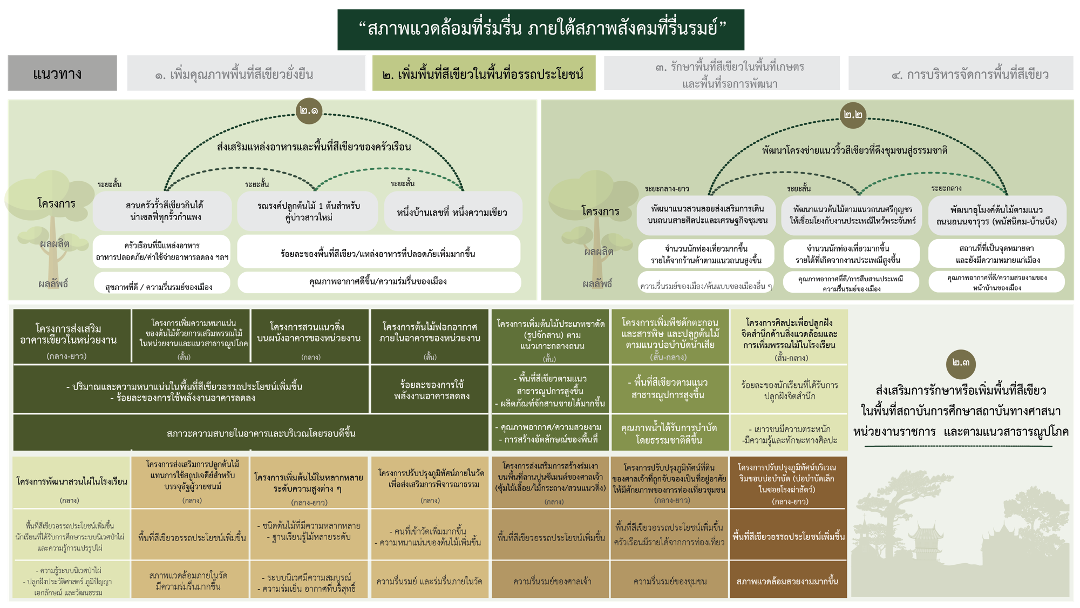 “สภาพแวดล้อมที่ร่มรื่น ภายใต้สภาพสังคมที่รื่นรมย์”
แนวทาง
๑. เพิ่มคุณภาพพื้นที่สีเขียวยั่งยืน
๒. เพิ่มพื้นที่สีเขียวในพื้นที่อรรถประโยชน์
๓. รักษาพื้นที่สีเขียวในพื้นที่เกษตร
และพื้นที่รอการพัฒนา
๔. การบริหารจัดการพื้นที่สีเขียว
๒.๑
ส่งเสริมแหล่งอาหารและพื้นที่สีเขียวของครัวเรือน
โครงการ
ผลผลิต
ผลลัพธ์
ระยะสั้น
สวนครัวรั้วสีเขียวกินได้
น่าเซลฟี่ทุกรั้วกำแพง
ระยะสั้น
รณรงค์ปลูกต้นไม้ 1 ต้นสำหรับ
คู่บ่าวสาวใหม่
ระยะสั้น
หนึ่งบ้านเลขที่ หนึ่งความเขียว
ครัวเรือนที่มีแหล่งอาหาร
อาหารปลอดภัย/ค่าใช้จ่ายอาหารลดลง ฯลฯ
ร้อยละของพื้นที่สีเขียว/แหล่งอาหารที่ปลอดภัยเพิ่มมากขึ้น
สุขภาพที่ดี / ความรื่นรมย์ของเมือง
คุณภาพอากาศดีขึ้น/ความร่มรื่นของเมือง
๒.๒
พัฒนาโครงข่ายแนวริ้วสีเขียวที่ดึงชุมชนสู่ธรรมชาติ
โครงการ
ผลผลิต
ผลลัพธ์
ระยะกลาง-ยาว
พัฒนาแนวสวนลอยส่งเสริมการเดิน
บนถนนสายศิลปะและเศรษฐกิจชุมชน
ระยะสั้น
พัฒนาแนวต้นไม้ตามแนวถนนศรีกุญชร
ให้เชื่อมโยงกับงานประเพณีไหว้พระจันทร์
ระยะกลาง
พัฒนาอุโมงค์ต้นไม้ตามแนว
ถนนถนนจารุวร (พนัสนิคม-บ้านบึง)
จำนวนนักท่องเที่ยวมากขึ้น
รายได้จากร้านค้าตามแนวถนนสูงขึ้น
จำนวนนักท่องเที่ยวมากขึ้น
รายได้ที่เกิดจากงานประเพณีสูงขึ้น
สถานที่ที่เป็นจุดหมายตา
และยังมีความหมายแก่เมือง
ความรื่นรมย์ของเมือง/ต้นแบบของเมืองอื่น ๆ
คุณภาพอากาศที่ดี/การสืบสานประเพณี
ความรื่นรมย์ของเมือง
คุณภาพอากาศที่ดี/ความสวยงามของ
หน้าบ้านของเมือง
โครงการส่งเสริม
อาคารเขียวในหน่วยงาน
(กลาง-ยาว)
โครงการเพิ่มความหนาแน่น
ของต้นไม้ด้วยการเสริมพรรณไม้
ในหน่วยงานและแนวสาธารณูปโภค
(สั้น)
โครงการสวนแนวดิ่ง
บนผนังอาคารของหน่วยงาน
(กลาง)
โครงการต้นไม้ฟอกอากาศ
ภายในอาคารของหน่วยงาน
(สั้น)
โครงการเพิ่มต้นไม้ประเภทชาดัด
(รูปจักสาน) ตาม
แนวเกาะกลางถนน
(สั้น)
โครงการเพิ่มพืชดักตะกอน
และสารพิษ และปลูกต้นไม้
ตามแนวบ่อบำบัดน้ำเสีย
(สั้น-กลาง)
โครงการศิลปะเพื่อปลูกฝัง
จิตสำนึกด้านสิ่งแวดล้อมและ
การเพิ่มพรรณไม้ในโรงเรียน
(สั้น-กลาง)
- ปริมาณและความหนาแน่นในพื้นที่สีเขียวอรรถประโยชน์เพิ่มขึ้น
- ร้อยละของการใช้พลังงานอาคารลดลง
ร้อยละของการใช้
พลังงานอาคารลดลง
- พื้นที่สีเขียวตามแนว
สาธารณูปการสูงขึ้น
- ผลิตภัณฑ์จักสานขายได้มากขึ้น
- พื้นที่สีเขียวตามแนว
สาธารณูปการสูงขึ้น
ร้อยละของนักเรียนที่ได้รับการ
ปลูกฝังจิตสำนึก
สภาวะความสบายในอาคารและบริเวณโดยรอบดีขึ้น
- คุณภาพอากาศ/ความสวยงาม
- การสร้างอัตลักษณ์ของพื้นที่
คุณภาพน้ำได้รับการบำบัด
โดยธรรมชาติดีขึ้น
- เยาวชนมีความตระหนัก
-มีความรู้และทักษะทางศิลปะ
๒.๓
ส่งเสริมการรักษาหรือเพิ่มพื้นที่สีเขียว
ในพื้นที่สถาบันการศึกษาสถาบันทางศาสนา
หน่วยงานราชการ และตามแนวสาธารณูปโภค
โครงการพัฒนาสวนไผ่ในโรงเรียน
(กลาง)
โครงการส่งเสริมการปลูกต้นไม้
แทนการใช้สถูปเจดีย์สำหรับ
บรรจุอัฐิผู้วายชนม์
(กลาง)
โครงการเพิ่มต้นไม้ในหลากหลาย
ระดับความสูงต่าง ๆ
(กลาง-ยาว)
โครงการปรับปรุงภูมิทัศน์ภายในวัด
เพื่อส่งเสริมการพิจารณาธรรม
(กลาง)
โครงการส่งเสริมการสร้างร่มเงา
บนพื้นที่ลานปูนซีเมนต์ของศาลเจ้า
(ซุ้มไม้เลื้อย/ไม้กระถาง/สวนแนวดิ่ง)
(กลาง)
โครงการปรับปรุงภูมิทัศน์ที่ดิน
ของศาลเจ้าที่ถูกจับจองเป็นที่อยู่อาศัย
ให้มีศักยภาพของการท่องเที่ยวชุมชน
(กลาง-ยาว)
โครงการปรับปรุงภูมิทัศน์บริเวณ
ริมขอบบ่อบำบัด (บ่อบำบัดเล็ก
ในซอยโรงฆ่าสัตว์)
(กลาง-ยาว)
พื้นที่สีเขียวอรรถประโยชน์เพิ่มขึ้น
นักเรียนที่ได้รับการศึกษาระบบนิเวศป่าไผ่
และความรู้การแปรรูปไผ่
พื้นที่สีเขียวอรรถประโยชน์เพิ่มขึ้น
- ชนิดต้นไม้ที่มีความหลากหลาย
- ฐานเรียนรู้ไม้หลายระดับ
- คนที่เข้าวัดเพิ่มมากขึ้น
- ความหนาแน่นของต้นไม้เพิ่มขึ้น
พื้นที่สีเขียวอรรถประโยชน์เพิ่มขึ้น
พื้นที่สีเขียวอรรถประโยชน์เพิ่มขึ้น
ครัวเรือนมีรายได้จากการท่องเที่ยว
พื้นที่สีเขียวอรรถประโยชน์เพิ่มขึ้น
- ความรู้ระบบนิเวศป่าไผ่
- ปลูกฝังประวัติศาสตร์ ภูมิปัญญา
เอกลักษณ์ และวัฒนธรรม
สภาพแวดล้อมภายในวัด
มีความร่มรื่นมากขึ้น
- ระบบนิเวศมีความสมบูรณ์
- ความร่มเย็น อากาศที่บริสุทธิ์
ความรื่นรมย์ และร่มรื่นภายในวัด
ความรื่นรมย์ของศาลเจ้า
ความรื่นรมย์ของชุมชน
สภาพแวดล้อมสวยงามมากขึ้น